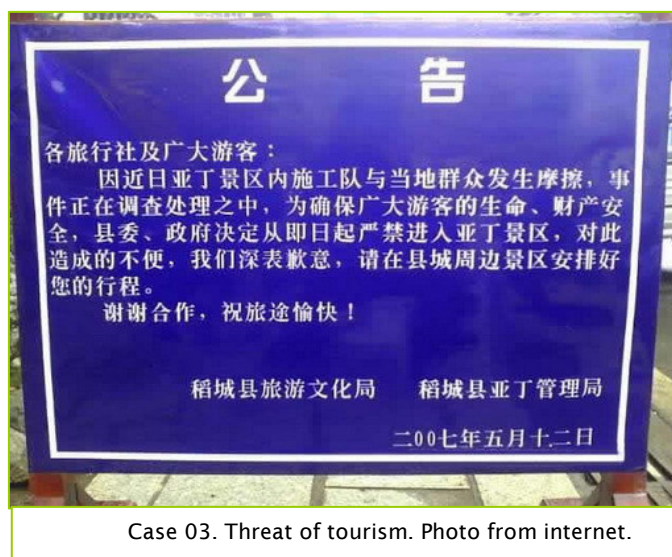 公 告
各旅行社及广大游客：
因近日亚丁景区内施工队与当地群众发生摩擦，事
件正在调查处理之中，为确保广大游客的生命、财产安
全，县委、政府决定从即日起严禁进入亚丁景区，对此
造成的不便，我们深表歉意，请在县城周边景区安排好
您的行程。
谢谢合作，祝旅途愉快！
稻城县旅游文化局 稻城县亚丁管理局
二00七年五月十二日
Case 03. Threat of tourism. Photo from internet.